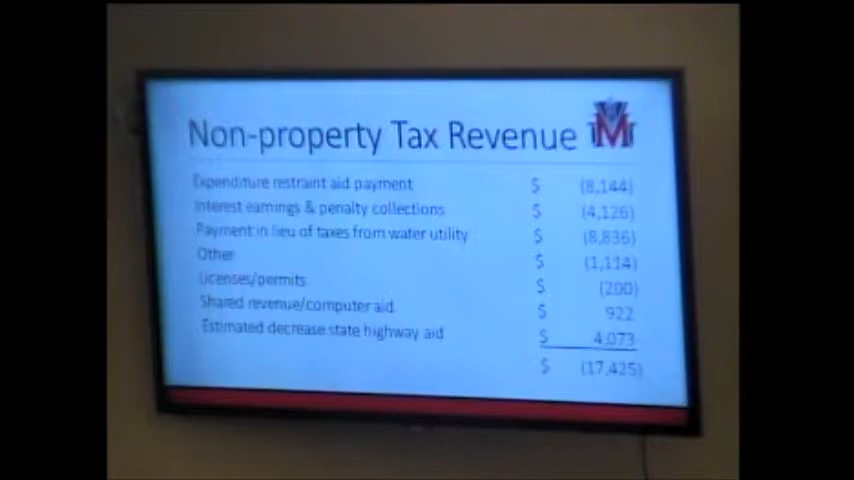 Non-property Tax Revenue
Expenditure restraint aid payment $ (8,144)
Interest earnings & penalty collections $ (4,126)
Payment in lieu of taxes from water utility $ (8,836)
Other $ (1,114)
Licenses/permits $ (200)
Shared revenue/computer aid $ 922
Estimated decrease state highway aid $ 4,073
$ (17,425)